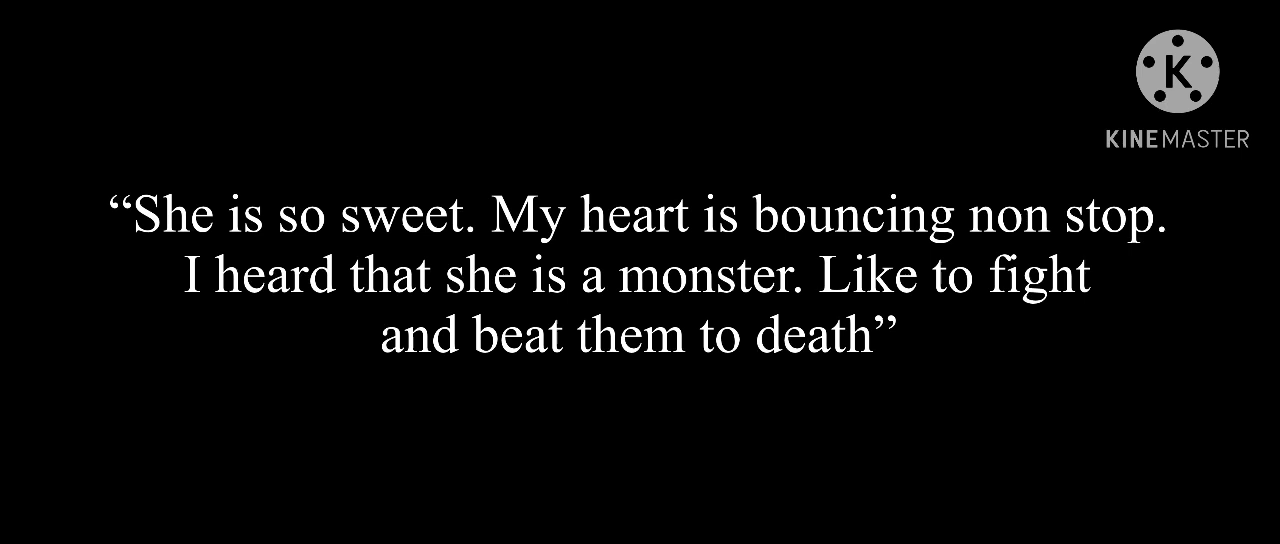 K
KINEMASTER
“She is so sweet. My heart is bouncing non stop.
I heard that she is a monster. Like to fight
and beat them to death”